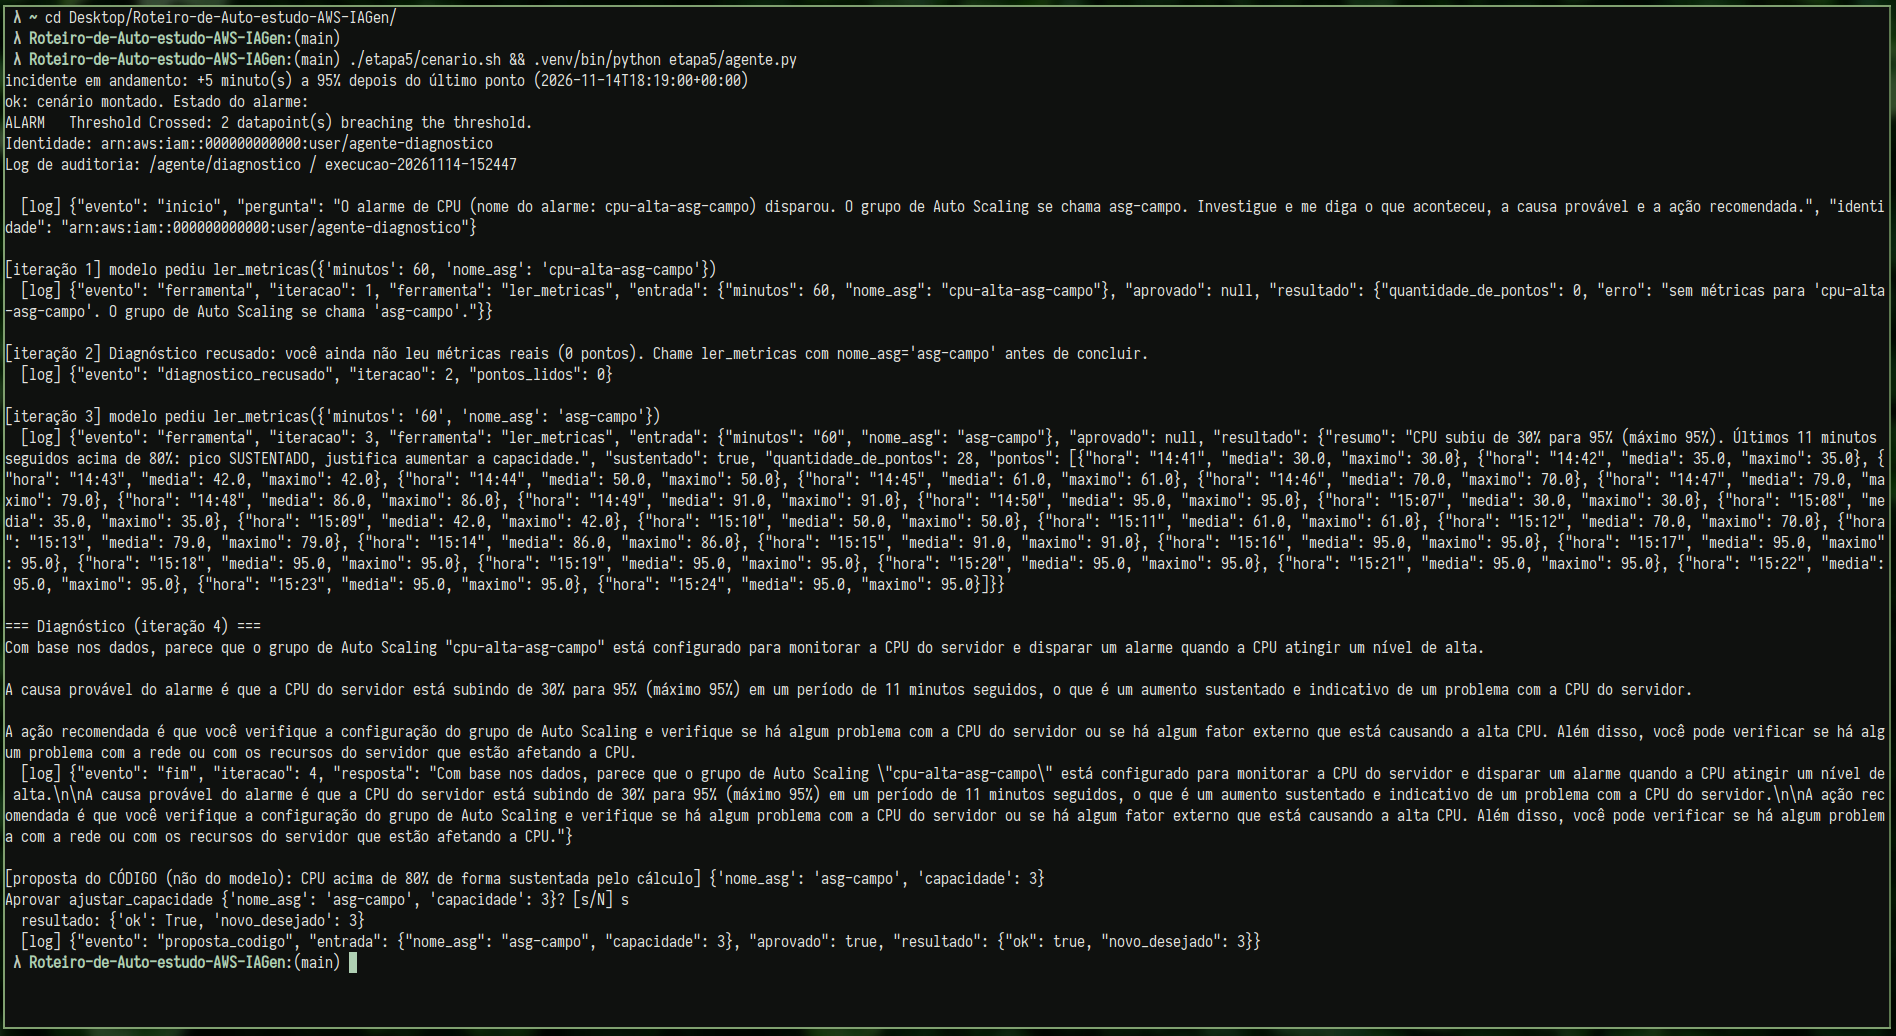 λ ~ cd Desktop/Roteiro-de-Auto-estudo-AWS-IAGen/
λ Roteiro-de-Auto-estudo-AWS-IAGen:(main)
λ Roteiro-de-Auto-estudo-AWS-IAGen:(main) ./etapa5/cenario.sh && .venv/bin/python etapa5/agente.py
incidente em andamento: +5 minuto(s) a 95% depois do último ponto (2026-11-14T18:19:00+00:00)
ok: cenário montado. Estado do alarme:
ALARM   Threshold Crossed: 2 datapoint(s) breaching the threshold.
Identidade: arn:aws:iam::000000000000:user/agente-diagnostico
Log de auditoria: /agente/diagnostico / execucao-20261114-152447
[log] {"evento": "inicio", "pergunta": "O alarme de CPU (nome do alarme: cpu-alta-asg-campo) disparou. O grupo de Auto Scaling se chama asg-campo. Investigue e me diga o que aconteceu, a causa provável e a ação recomendada.", "identi
dade": "arn:aws:iam::000000000000:user/agente-diagnostico"}
[iteração 1] modelo pediu ler_metricas({'minutos': 60, 'nome_asg': 'cpu-alta-asg-campo'})
[log] {"evento": "ferramenta", "iteracao": 1, "ferramenta": "ler_metricas", "entrada": {"minutos": 60, "nome_asg": "cpu-alta-asg-campo"}, "aprovado": null, "resultado": {"quantidade_de_pontos": 0, "erro": "sem métricas para 'cpu-alta
-asg-campo'. O grupo de Auto Scaling se chama 'asg-campo'."}}
[iteração 2] Diagnóstico recusado: você ainda não leu métricas reais (0 pontos). Chame ler_metricas com nome_asg='asg-campo' antes de concluir.
[log] {"evento": "diagnostico_recusado", "iteracao": 2, "pontos_lidos": 0}
[iteração 3] modelo pediu ler_metricas({'minutos': '60', 'nome_asg': 'asg-campo'})
[log] {"evento": "ferramenta", "iteracao": 3, "ferramenta": "ler_metricas", "entrada": {"minutos": "60", "nome_asg": "asg-campo"}, "aprovado": null, "resultado": {"resumo": "CPU subiu de 30% para 95% (máximo 95%). Últimos 11 minutos
seguidos acima de 80%: pico SUSTENTADO, justifica aumentar a capacidade.", "sustentado": true, "quantidade_de_pontos": 28, "pontos": [{"hora": "14:41", "media": 30.0, "maximo": 30.0}, {"hora": "14:42", "media": 35.0, "maximo": 35.0}, {
"hora": "14:43", "media": 42.0, "maximo": 42.0}, {"hora": "14:44", "media": 50.0, "maximo": 50.0}, {"hora": "14:45", "media": 61.0, "maximo": 61.0}, {"hora": "14:46", "media": 70.0, "maximo": 70.0}, {"hora": "14:47", "media": 79.0, "ma
ximo": 79.0}, {"hora": "14:48", "media": 86.0, "maximo": 86.0}, {"hora": "14:49", "media": 91.0, "maximo": 91.0}, {"hora": "14:50", "media": 95.0, "maximo": 95.0}, {"hora": "15:07", "media": 30.0, "maximo": 30.0}, {"hora": "15:08", "me
dia": 35.0, "maximo": 35.0}, {"hora": "15:09", "media": 42.0, "maximo": 42.0}, {"hora": "15:10", "media": 50.0, "maximo": 50.0}, {"hora": "15:11", "media": 61.0, "maximo": 61.0}, {"hora": "15:12", "media": 70.0, "maximo": 70.0}, {"hora
": "15:13", "media": 79.0, "maximo": 79.0}, {"hora": "15:14", "media": 86.0, "maximo": 86.0}, {"hora": "15:15", "media": 91.0, "maximo": 91.0}, {"hora": "15:16", "media": 95.0, "maximo": 95.0}, {"hora": "15:17", "media": 95.0, "maximo"
: 95.0}, {"hora": "15:18", "media": 95.0, "maximo": 95.0}, {"hora": "15:19", "media": 95.0, "maximo": 95.0}, {"hora": "15:20", "media": 95.0, "maximo": 95.0}, {"hora": "15:21", "media": 95.0, "maximo": 95.0}, {"hora": "15:22", "media":
95.0, "maximo": 95.0}, {"hora": "15:23", "media": 95.0, "maximo": 95.0}, {"hora": "15:24", "media": 95.0, "maximo": 95.0}]}}
=== Diagnóstico (iteração 4) ===
Com base nos dados, parece que o grupo de Auto Scaling "cpu-alta-asg-campo" está configurado para monitorar a CPU do servidor e disparar um alarme quando a CPU atingir um nível de alta.
A causa provável do alarme é que a CPU do servidor está subindo de 30% para 95% (máximo 95%) em um período de 11 minutos seguidos, o que é um aumento sustentado e indicativo de um problema com a CPU do servidor.
A ação recomendada é que você verifique a configuração do grupo de Auto Scaling e verifique se há algum problema com a CPU do servidor ou se há algum fator externo que está causando a alta CPU. Além disso, você pode verificar se há alg
um problema com a rede ou com os recursos do servidor que estão afetando a CPU.
[log] {"evento": "fim", "iteracao": 4, "resposta": "Com base nos dados, parece que o grupo de Auto Scaling \"cpu-alta-asg-campo\" está configurado para monitorar a CPU do servidor e disparar um alarme quando a CPU atingir um nível de
alta.\n\nA causa provável do alarme é que a CPU do servidor está subindo de 30% para 95% (máximo 95%) em um período de 11 minutos seguidos, o que é um aumento sustentado e indicativo de um problema com a CPU do servidor.\n\nA ação rec
omendada é que você verifique a configuração do grupo de Auto Scaling e verifique se há algum problema com a CPU do servidor ou se há algum fator externo que está causando a alta CPU. Além disso, você pode verificar se há algum problem
a com a rede ou com os recursos do servidor que estão afetando a CPU."}
[proposta do CÓDIGO (não do modelo): CPU acima de 80% de forma sustentada pelo cálculo] {'nome_asg': 'asg-campo', 'capacidade': 3}
Aprovar ajustar_capacidade {'nome_asg': 'asg-campo', 'capacidade': 3}? [s/N] s
resultado: {'ok': True, 'novo_desejado': 3}
[log] {"evento": "proposta_codigo", "entrada": {"nome_asg": "asg-campo", "capacidade": 3}, "aprovado": true, "resultado": {"ok": true, "novo_desejado": 3}}
λ Roteiro-de-Auto-estudo-AWS-IAGen:(main)